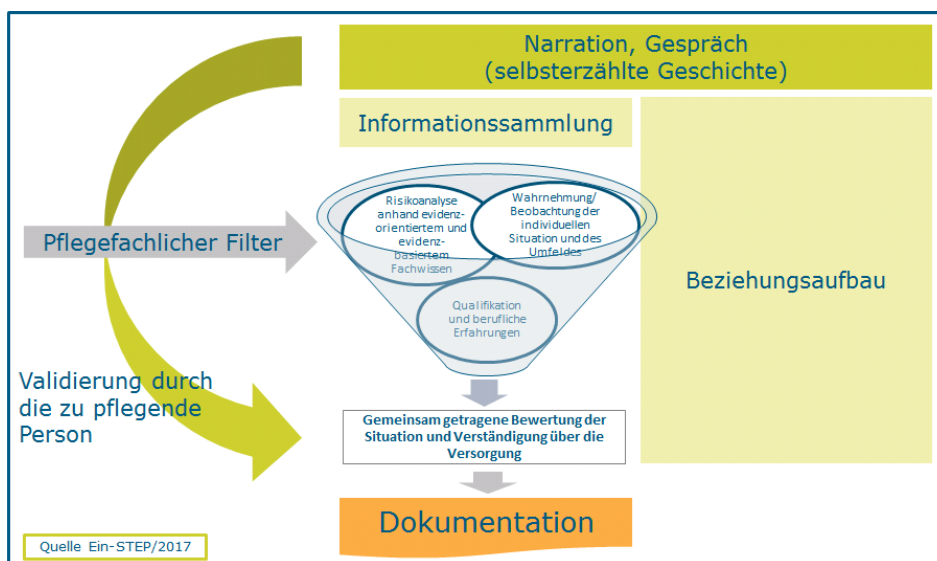 Narration, Gespräch
(selbsterzählte Geschichte)
Informationssammlung
Risikoanalyse
anhand evidenz-
orientiertem und
evidenz-
basiertem
Fachwissen
Wahrnehmung/
Beobachtung der
individuellen
Situation und des
Umfeldes
Qualifikation
und berufliche
Erfahrungen
Pflegefachlicher Filter
Beziehungsaufbau
Validierung durch
die zu pflegende
Person
Gemeinsam getragene Bewertung der
Situation und Verständigung über die
Versorgung
Dokumentation
Quelle Ein-STEP/2017